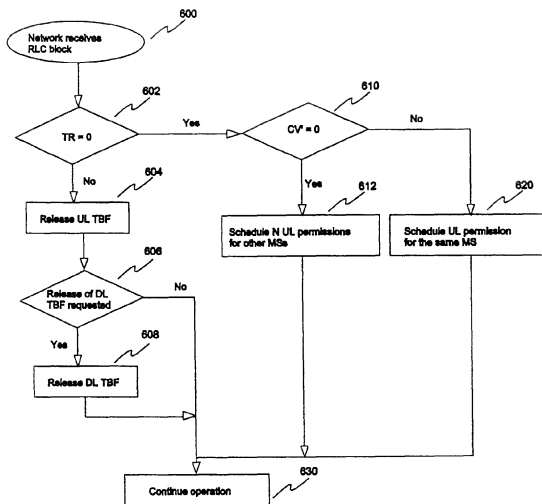 600
Network receives
RLC block
602
TR = 0
Yes
610
CV' = 0
No
No
604
Release UL TBF
Yes
612
Schedule N UL permissions
for other MSs
620
Schedule UL permission
for the same MS
606
Release of DL
TBF requested
No
Yes
608
Release DL TBF
630
Continue operation